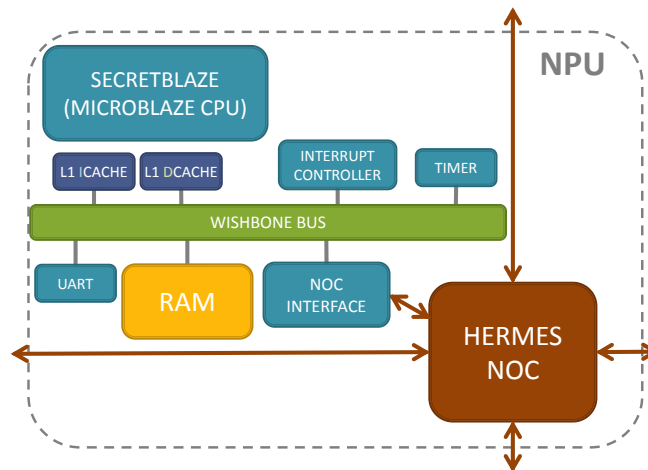 NPU
SECRETBLAZE
(MICROBLAZE CPU)
L1 ICACHE
L1 DCACHE
INTERRUPT
CONTROLLER
TIMER
WISHBONE BUS
UART
RAM
NOC
INTERFACE
HERMES
NOC